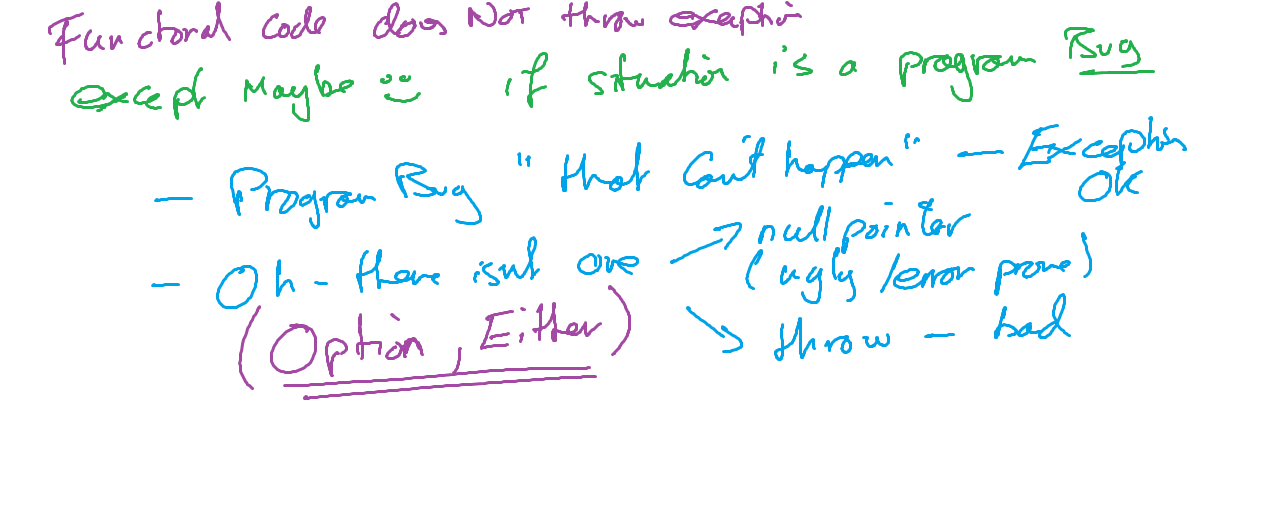 Functional code does NOT throw exception
except Maybe if situation is a program Bug
- Program Bug "that can't happen" - Exception OK
- Oh - there isn't one → null pointer
(ugly / error prone)
→ throw - bad
(Option, Either)